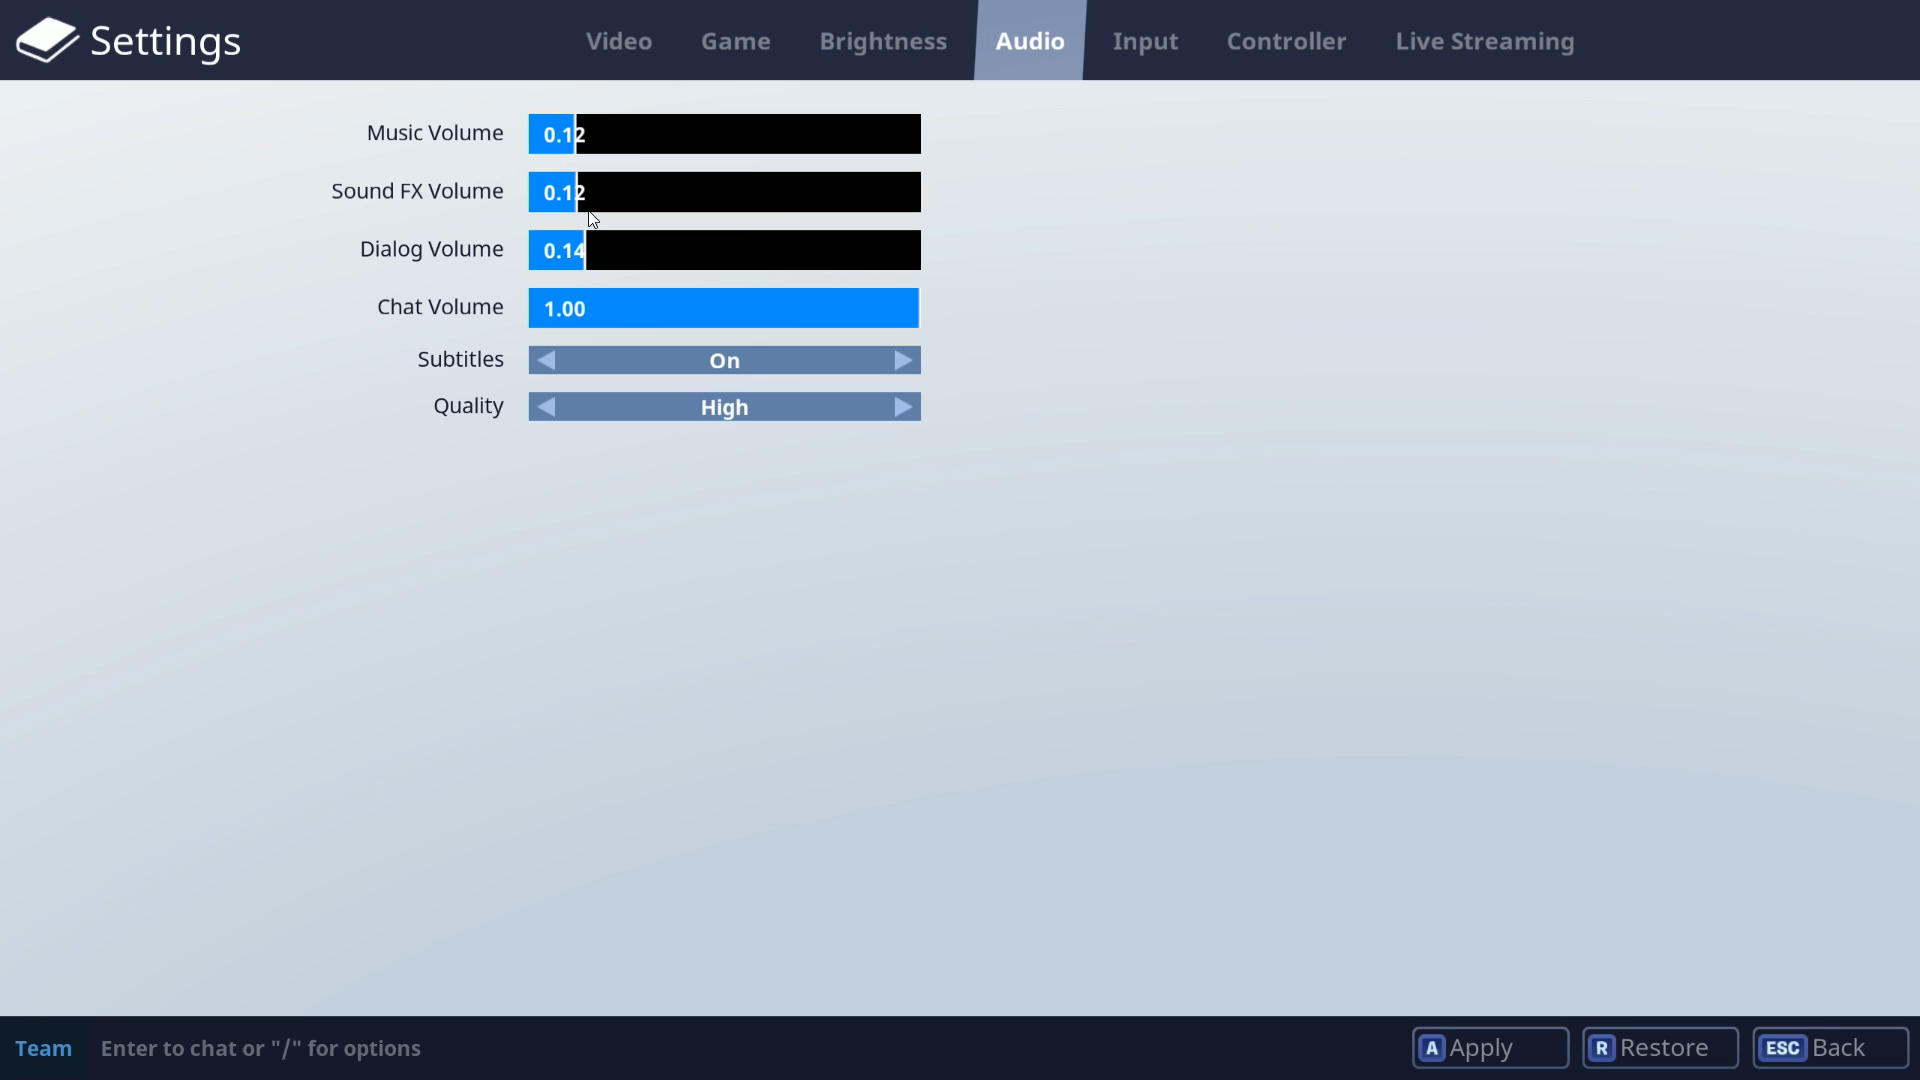 Settings
Video Game Brightness Audio Input Controller Live Streaming
Music Volume 0.12
Sound FX Volume 0.12
Dialog Volume 0.14
Chat Volume 1.00
Subtitles On
Quality High
Team Enter to chat or "/" for options A Apply R Restore ESC Back